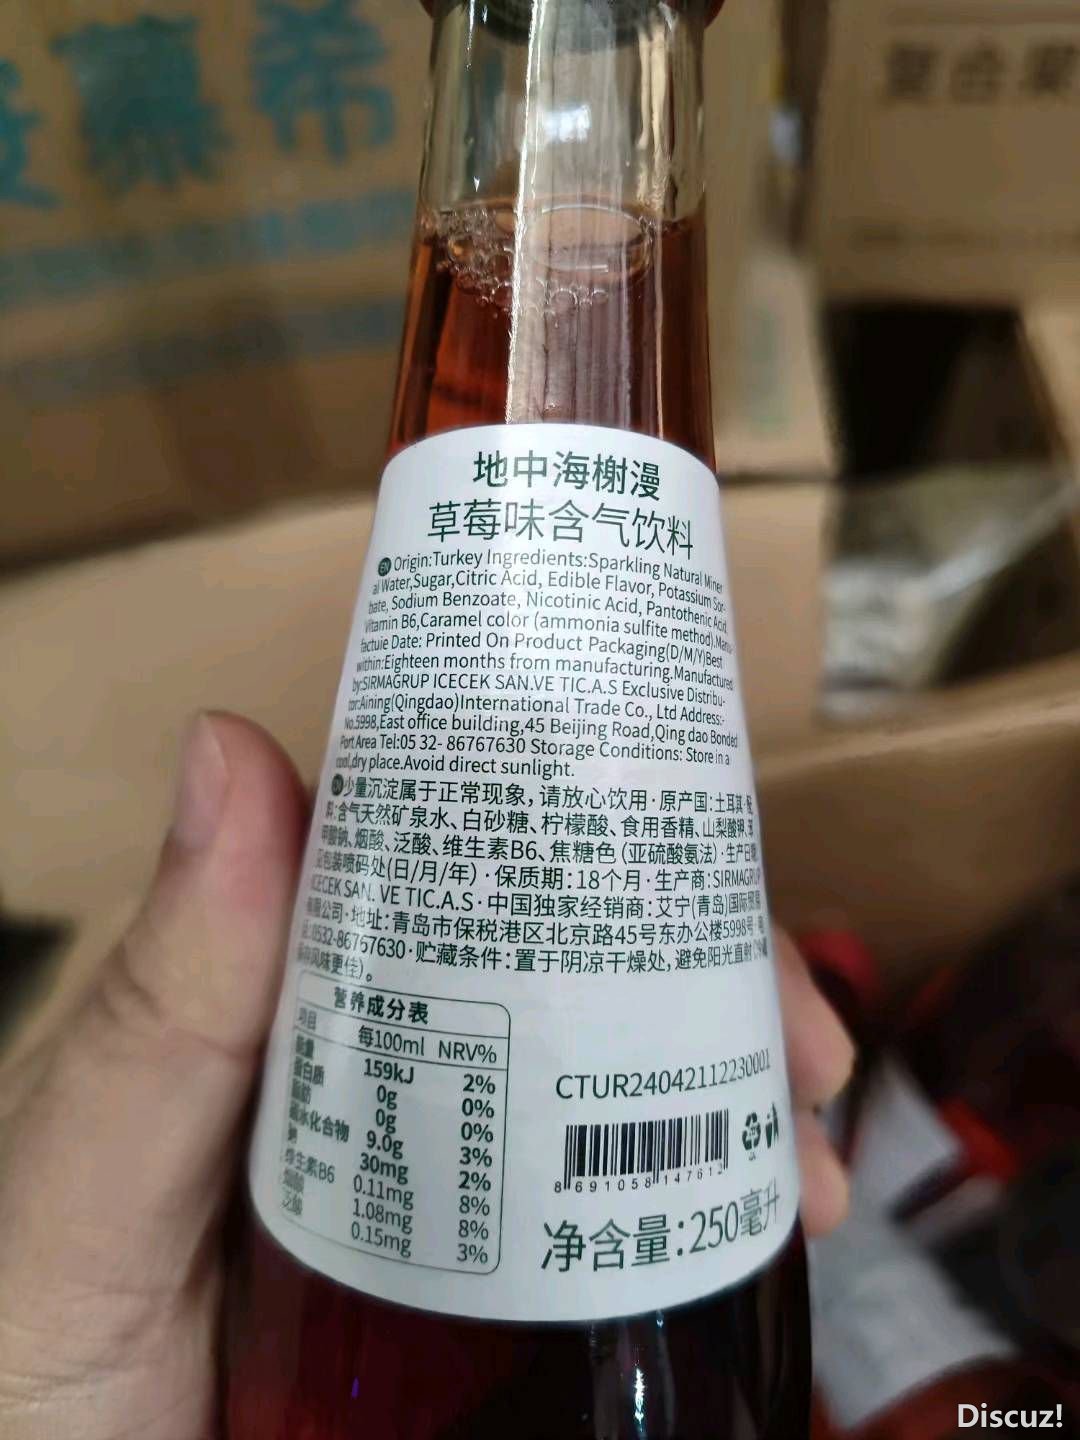 地中海榭漫
草莓味含气饮料
EN Origin:Turkey Ingredients:Sparkling Natural Miner
al Water,Sugar,Citric Acid, Edible Flavor, Potassium Sor-
bate, Sodium Benzoate, Nicotinic Acid, Pantothenic Acid,
Vitamin B6,Caramel color (ammonia sulfite method).Manu-
factuie Date: Printed On Product Packaging(D/M/Y)Best
within:Eighteen months from manufacturing.Manufactured
by:SIRMAGRUP ICECEK SAN.VE TIC.A.S Exclusive Distribu-
tor:Aining(Qingdao)International Trade Co., Ltd Address:-
No.5998,East office building,45 Beijing Road,Qing dao Bonded
Port Area Tel:05 32- 86767630 Storage Conditions: Store in a
cool,dry place.Avoid direct sunlight.
少量沉淀属于正常现象，请放心饮用·原产国:土耳其·配
料:含气天然矿泉水、白砂糖、柠檬酸、食用香精、山梨酸钾、苯
甲酸钠、烟酸、泛酸、维生素B6、焦糖色 (亚硫酸氨法)·生产日期:
见包装喷码处(日/月/年)·保质期:18个月·生产商:SIRMAGRUP
ICECEK SAN. VE TIC.A.S·中国独家经销商:艾宁(青岛)国际贸易
有限公司·地址:青岛市保税港区北京路45号东办公楼5998号·电
话:0532-86767630·贮藏条件:置于阴凉干燥处,避免阳光直射
风味更佳)。
营养成分表
项目 每100ml NRV%
能量 159kJ 2%
蛋白质 0g 0%
脂肪 0g 0%
碳水化合物 9.0g 3%
钠 30mg 2%
维生素B6 0.11mg 8%
烟酸 1.08mg 8%
泛酸 0.15mg 3%
CTUR24042112230001
8 691058 147613
净含量:250毫升
Discuz!